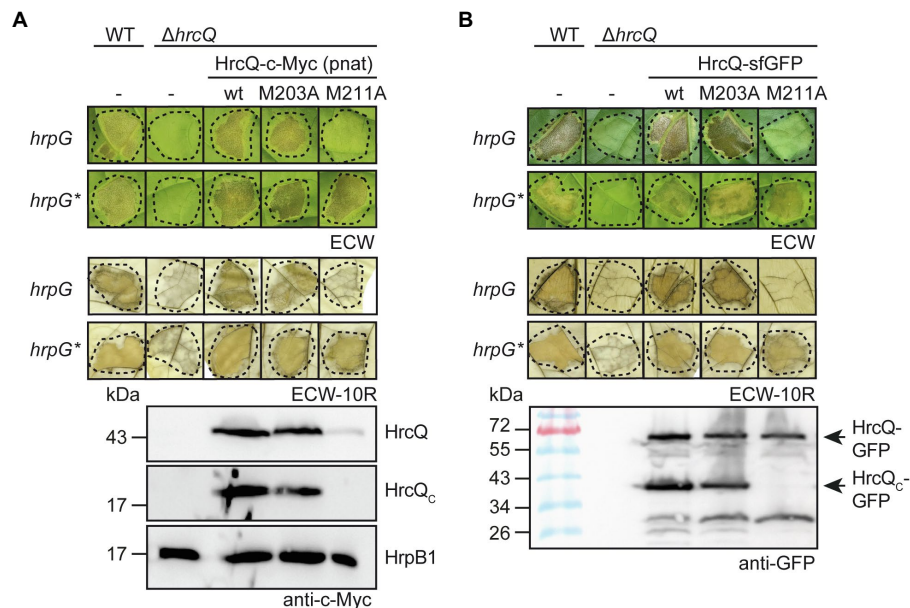 A
WT ΔhrcQ
HrcQ-c-Myc (pnat)
- - wt M203A M211A
hrpG
hrpG*
ECW
hrpG
hrpG*
kDa ECW-10R
43 HrcQ
17 HrcQC
17 HrpB1
anti-c-Myc
B
WT ΔhrcQ
HrcQ-sfGFP
- - wt M203A M211A
hrpG
hrpG*
ECW
hrpG
hrpG*
kDa ECW-10R
72
55
43
34
26
HrcQ-
GFP
HrcQC-
GFP
anti-GFP